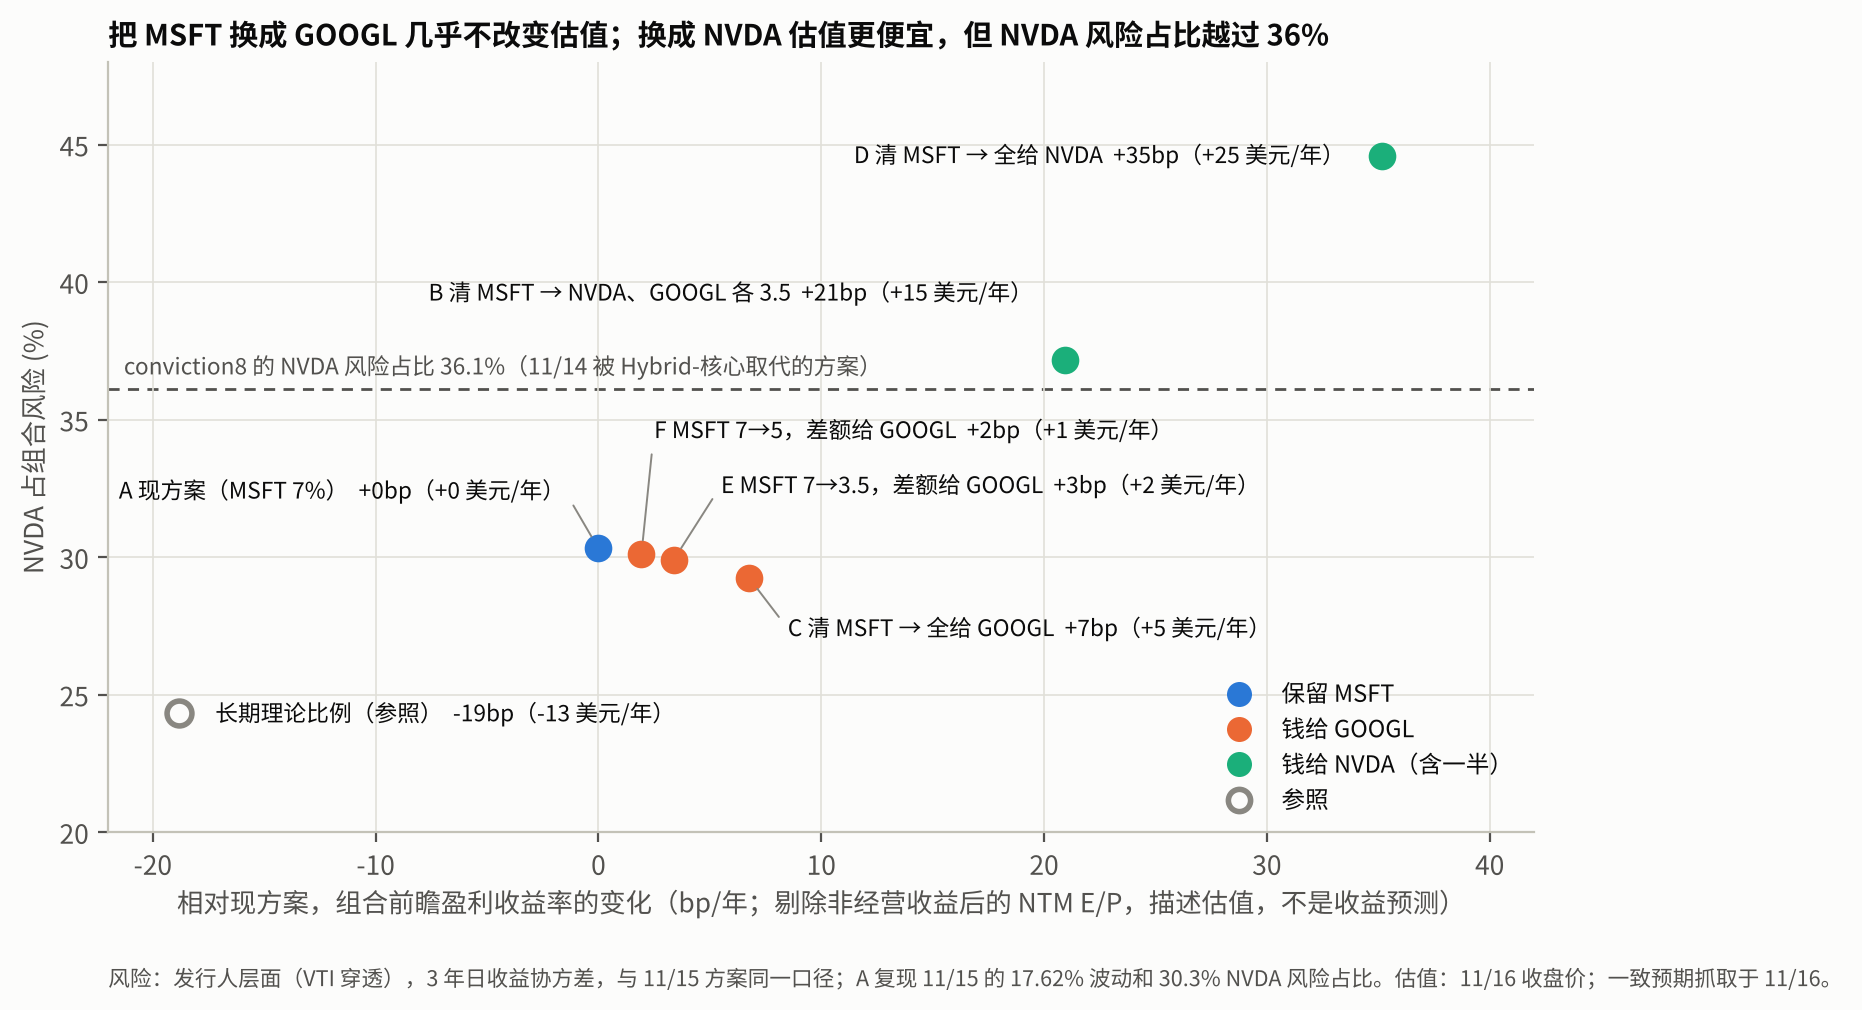 把 MSFT 换成 GOOGL 几乎不改变估值；换成 NVDA 估值更便宜，但 NVDA 风险占比越过 36%
NVDA 占组合风险 (%)
45
40
35
30
25
20
D 清 MSFT → 全给 NVDA +35bp（+25 美元/年）
B 清 MSFT → NVDA、GOOGL 各 3.5 +21bp（+15 美元/年）
conviction8 的 NVDA 风险占比 36.1%（11/14 被 Hybrid-核心取代的方案）
F MSFT 7→5，差额给 GOOGL +2bp（+1 美元/年）
E MSFT 7→3.5，差额给 GOOGL +3bp（+2 美元/年）
A 现方案（MSFT 7%） +0bp（+0 美元/年）
C 清 MSFT → 全给 GOOGL +7bp（+5 美元/年）
长期理论比例（参照） -19bp（-13 美元/年）
保留 MSFT
钱给 GOOGL
钱给 NVDA（含一半）
参照
-20
-10
0
10
20
30
40
相对现方案，组合前瞻盈利收益率的变化（bp/年；剔除非经营收益后的 NTM E/P，描述估值，不是收益预测）
风险：发行人层面（VTI 穿透），3 年日收益协方差，与 11/15 方案同一口径；A 复现 11/15 的 17.62% 波动和 30.3% NVDA 风险占比。估值：11/16 收盘价；一致预期抓取于 11/16。